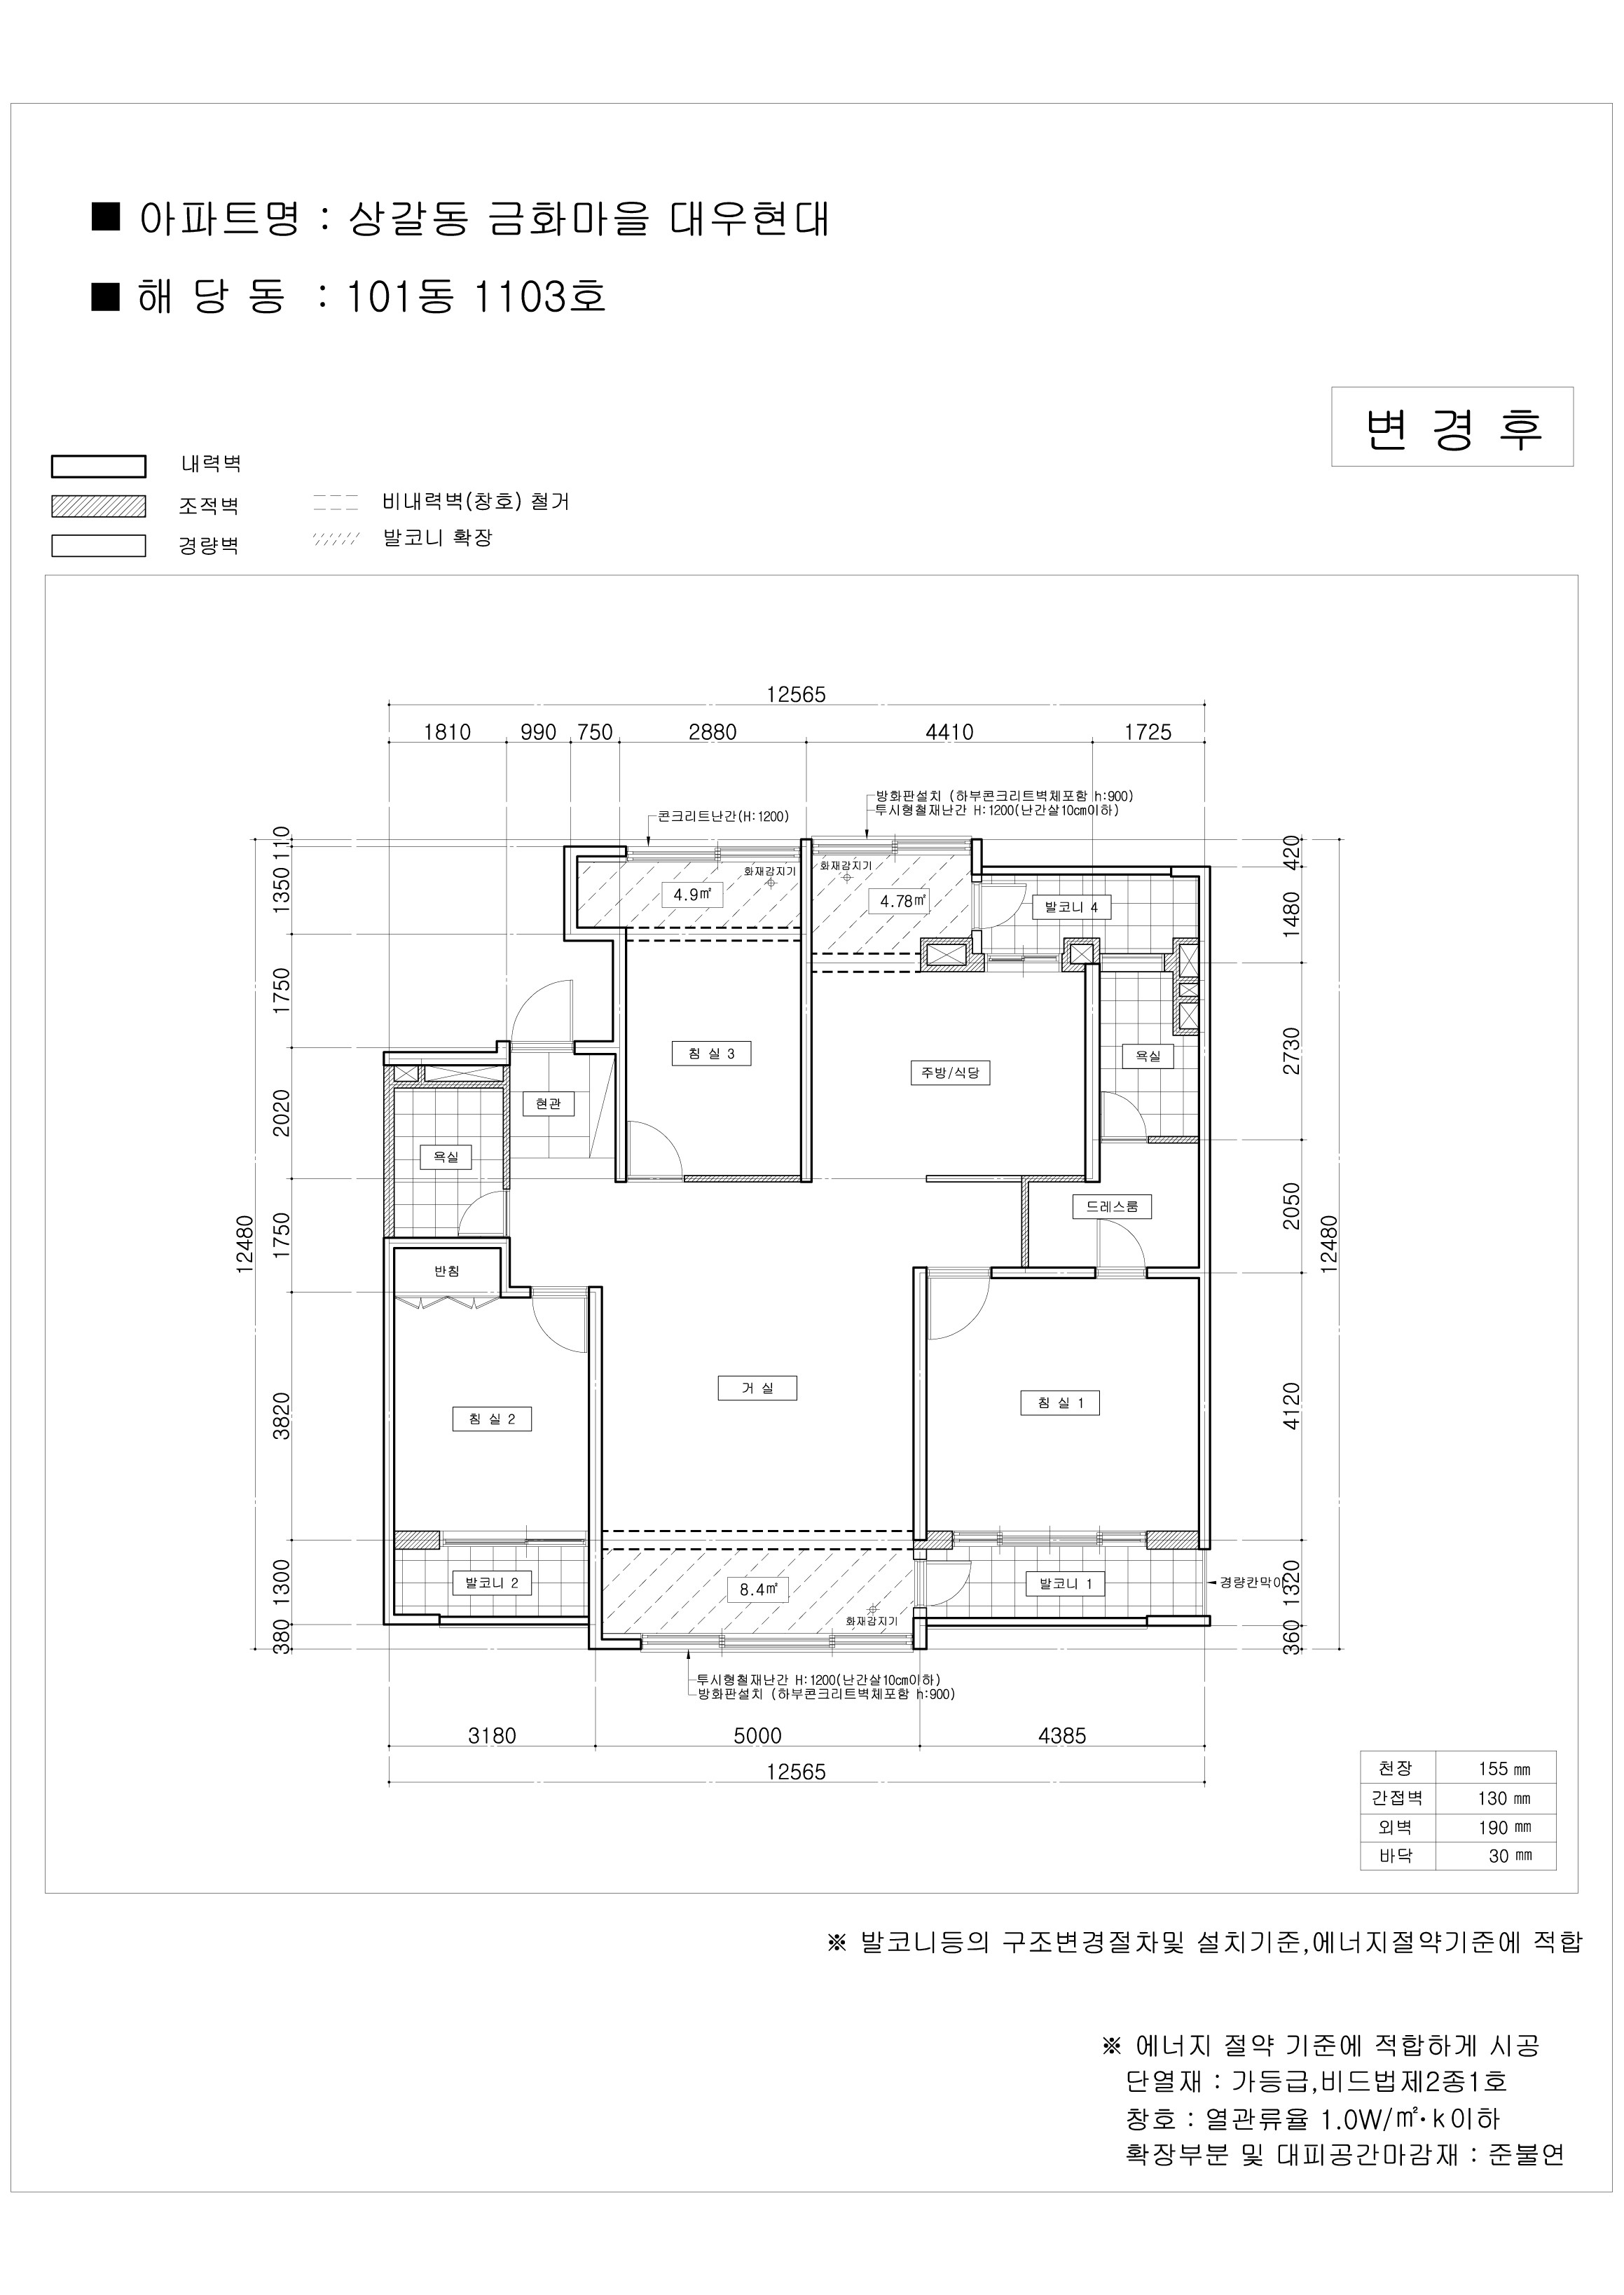 ■ 아파트명 : 상갈동 금화마을 대우현대
■ 해 당 동 : 101동 1103호
변 경 후
내력벽
조적벽
경량벽
비내력벽(창호) 철거
발코니 확장
12565
1810 990 750 2880 4410 1725
방화판설치 (하부콘크리트벽체포함 h:900)
투시형철재난간 H:1200(난간살10cm이하)
콘크리트난간(H:1200)
110
1350
1750
2020
1750
3820
1300
380
12480
420
1480
2730
2050
4120
1320
360
12480
화재감지기
화재감지기
4.9㎡
4.78㎡
발코니 4
침 실 3
주방/식당
욕실
현관
욕실
드레스룸
반침
거 실
침 실 1
침 실 2
발코니 2
8.4㎡
발코니 1
경량칸막이
화재감지기
투시형철재난간 H:1200(난간살10cm이하)
방화판설치 (하부콘크리트벽체포함 h:900)
3180 5000 4385
12565
천장 155 ㎜
간접벽 130 ㎜
외벽 190 ㎜
바닥 30 ㎜
※ 발코니등의 구조변경절차및 설치기준,에너지절약기준에 적합
※ 에너지 절약 기준에 적합하게 시공
단열재 : 가등급,비드법제2종1호
창호 : 열관류율 1.0W/㎡·k이하
확장부분 및 대피공간마감재 : 준불연